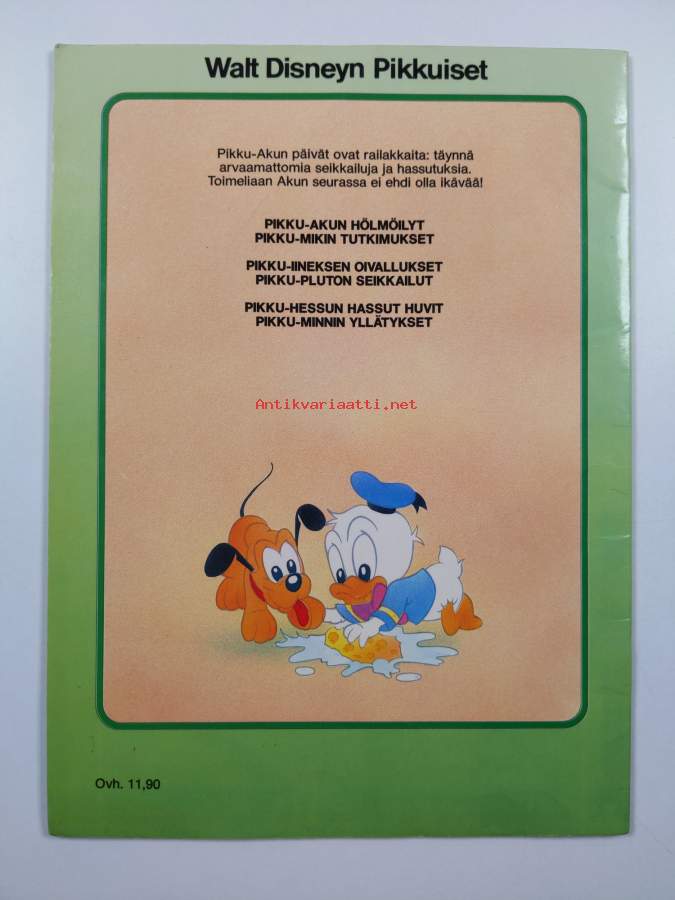 Walt Disneyn Pikkuiset
Pikku-Akun päivät ovat railakkaita: täynnä
arvaamattomia seikkailuja ja hassutuksia.
Toimeliaan Akun seurassa ei ehdi olla ikävää!
PIKKU-AKUN HÖLMÖILYT
PIKKU-MIKIN TUTKIMUKSET
PIKKU-IINEKSEN OIVALLUKSET
PIKKU-PLUTON SEIKKAILUT
PIKKU-HESSUN HASSUT HUVIT
PIKKU-MINNIN YLLÄTYKSET
Antikvariaatti.net
Ovh. 11,90